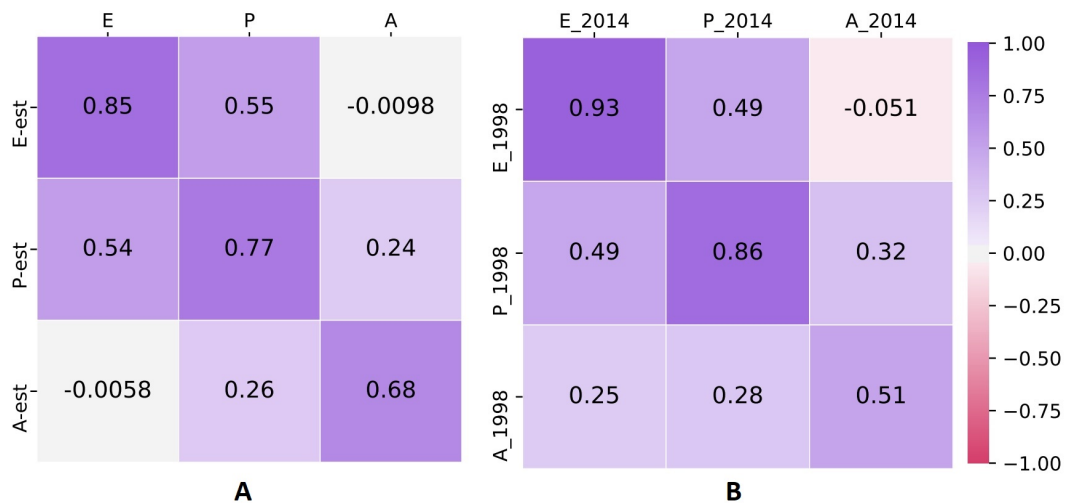 E P A
E-est 0.85 0.55 -0.0098
P-est 0.54 0.77 0.24
A-est -0.0058 0.26 0.68
A
E_2014 P_2014 A_2014
E_1998 0.93 0.49 -0.051
P_1998 0.49 0.86 0.32
A_1998 0.25 0.28 0.51
B
1.00
0.75
0.50
0.25
0.00
−0.25
−0.50
−0.75
−1.00